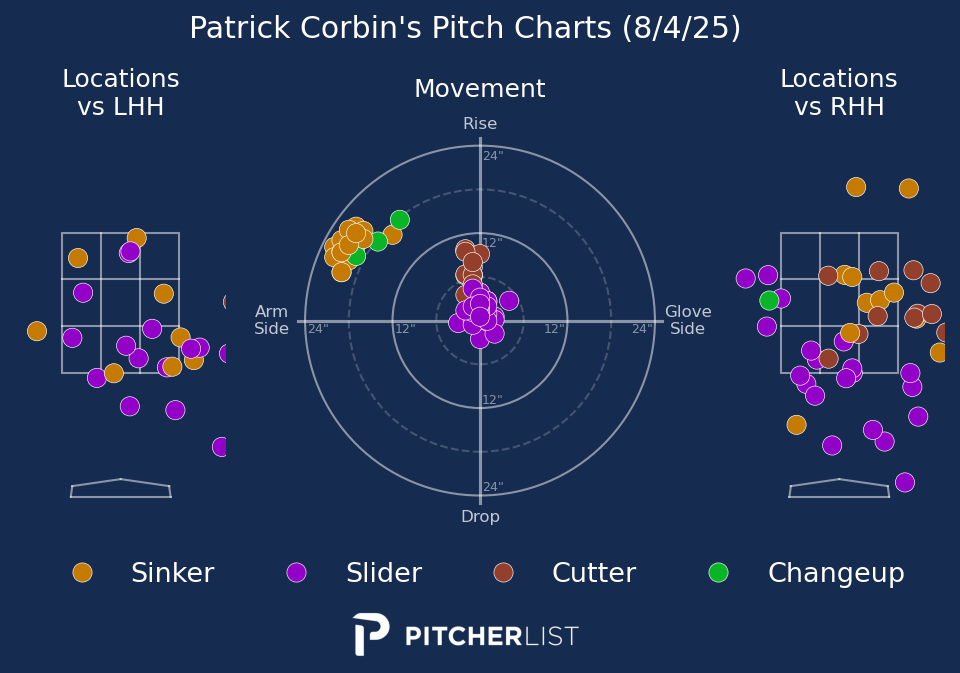 Patrick Corbin's Pitch Charts (8/4/25)
Locations
vs LHH
Movement
Locations
vs RHH
Rise
24"
12"
Arm
Side
24"
12"
12"
24"
Glove
Side
12"
24"
Drop
Sinker
Slider
Cutter
Changeup
PITCHERLIST